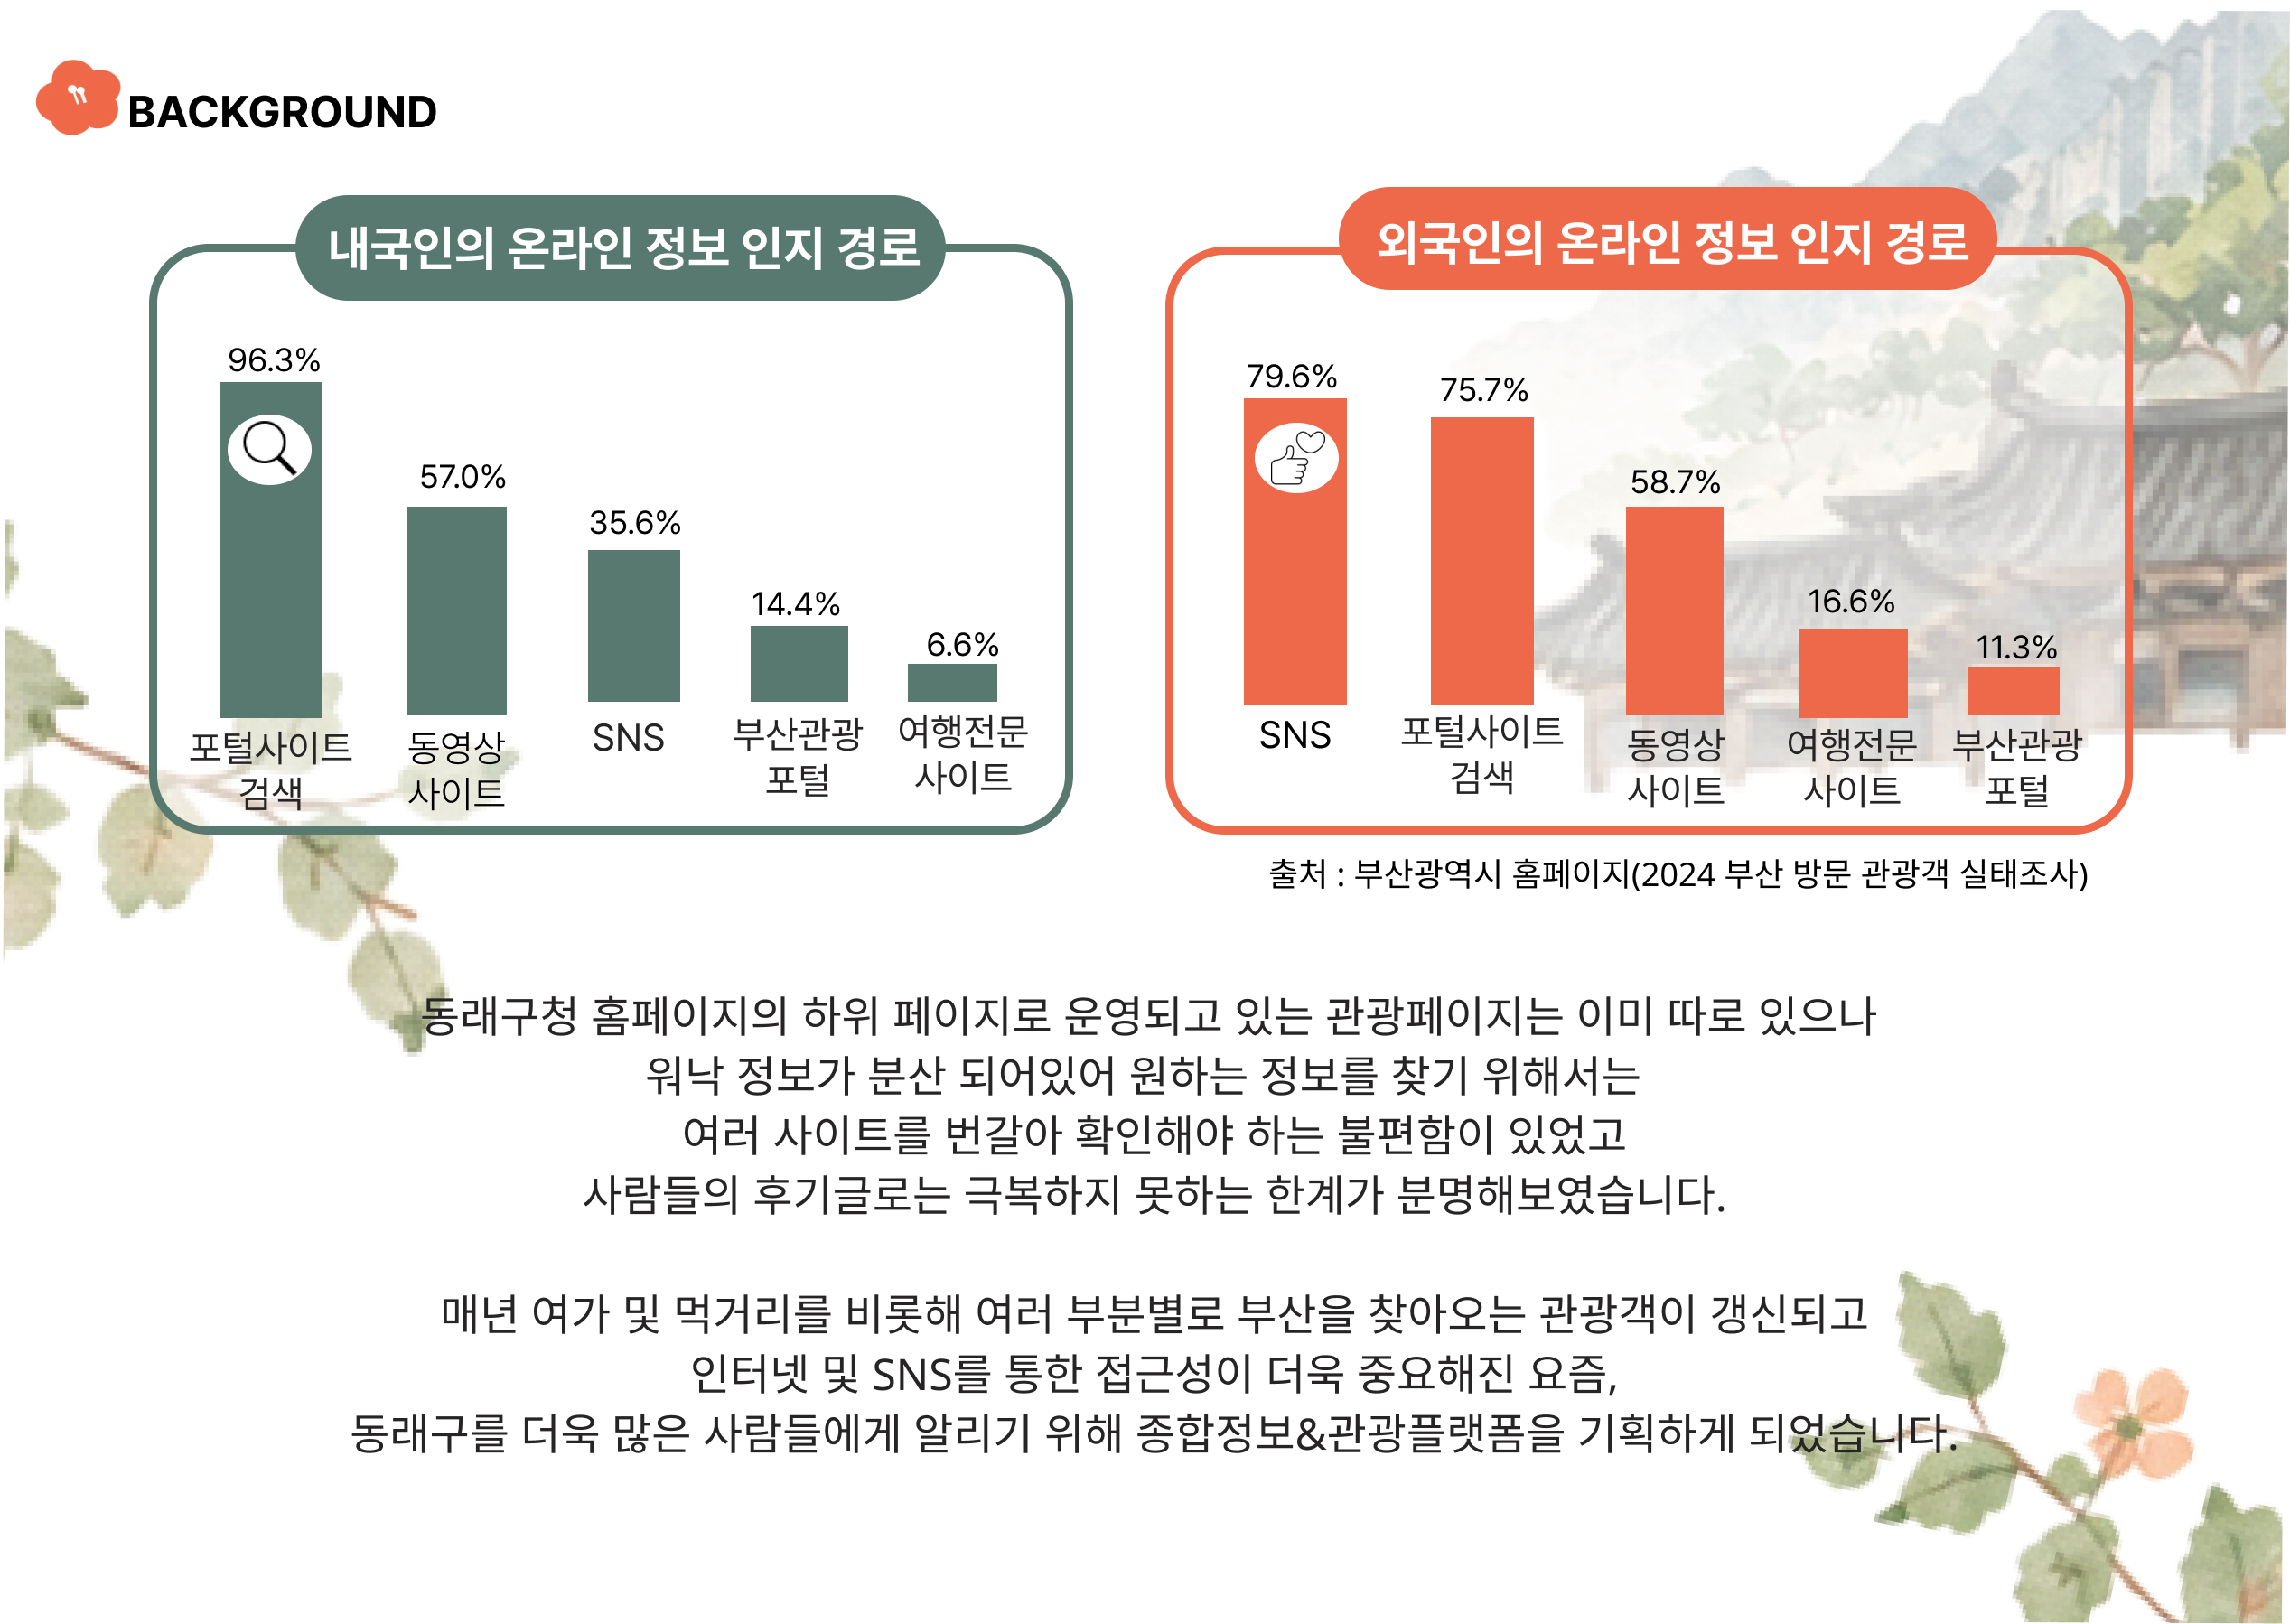 BACKGROUND
내국인의 온라인 정보 인지 경로
96.3%
57.0%
35.6%
14.4%
6.6%
포털사이트
검색
동영상
사이트
SNS
부산관광
포털
여행전문
사이트
외국인의 온라인 정보 인지 경로
79.6%
75.7%
58.7%
16.6%
11.3%
SNS
포털사이트
검색
동영상
사이트
여행전문
사이트
부산관광
포털
출처 : 부산광역시 홈페이지(2024 부산 방문 관광객 실태조사)
동래구청 홈페이지의 하위 페이지로 운영되고 있는 관광페이지는 이미 따로 있으나
워낙 정보가 분산 되어있어 원하는 정보를 찾기 위해서는
여러 사이트를 번갈아 확인해야 하는 불편함이 있었고
사람들의 후기글로는 극복하지 못하는 한계가 분명해보였습니다.
매년 여가 및 먹거리를 비롯해 여러 부분별로 부산을 찾아오는 관광객이 갱신되고
인터넷 및 SNS를 통한 접근성이 더욱 중요해진 요즘,
동래구를 더욱 많은 사람들에게 알리기 위해 종합정보&관광플랫폼을 기획하게 되었습니다.